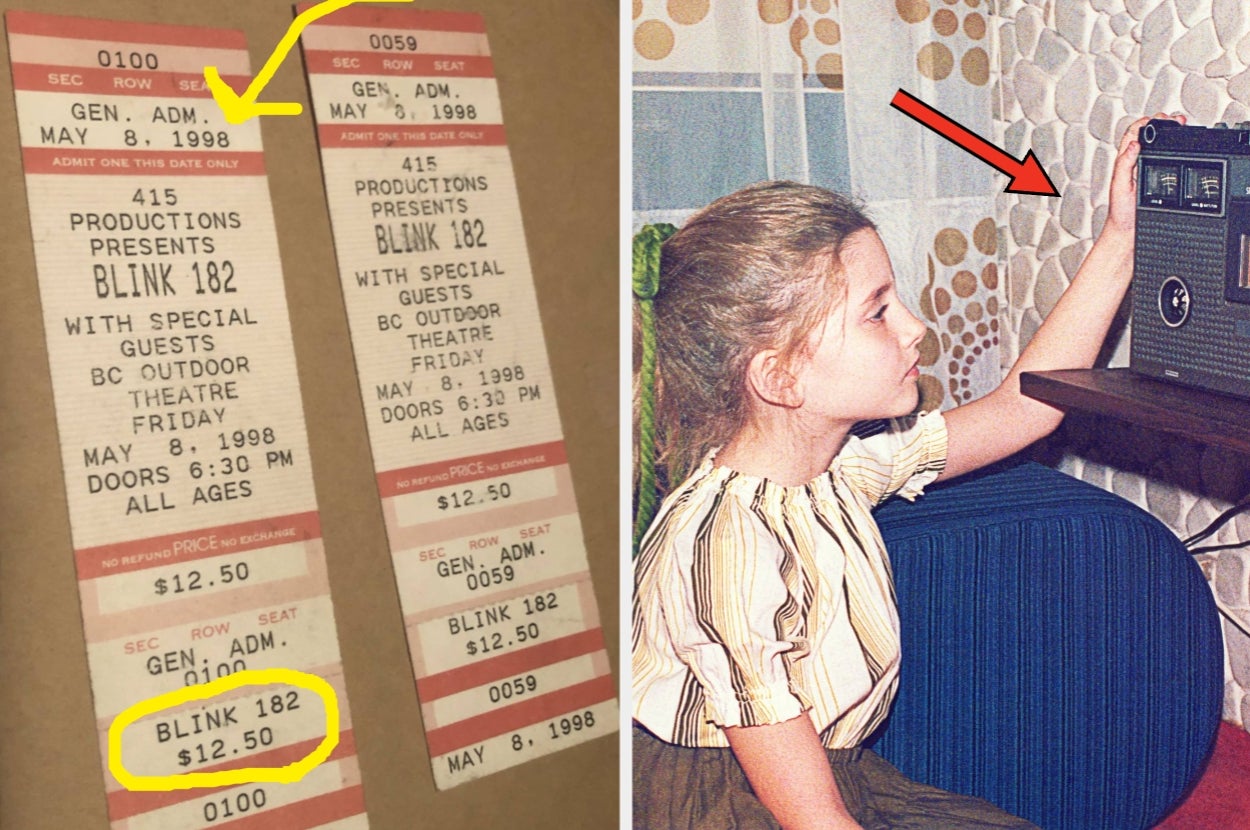 0100
SEC ROW SEA
GEN. ADM.
MAY 8, 1998
ADMIT ONE THIS DATE ONLY
415
PRODUCTIONS
PRESENTS
BLINK 182
WITH SPECIAL
GUESTS
BC OUTDOOR
THEATRE
FRIDAY
MAY 8, 1998
DOORS 6:30 PM
ALL AGES
NO REFUND PRICE NO EXCHANGE
$12.50
SEC ROW SEAT
GEN. ADM.
0100
BLINK 182
$12.50
0100
0059
SEC ROW SEAT
GEN. ADM.
MAY 8, 1998
ADMIT ONE THIS DATE ONLY
415
PRODUCTIONS
PRESENTS
BLINK 182
WITH SPECIAL
GUESTS
BC OUTDOOR
THEATRE
FRIDAY
MAY 8, 1998
DOORS 6:30 PM
ALL AGES
NO REFUND PRICE NO EXCHANGE
$12.50
SEC ROW SEAT
GEN. ADM.
0059
BLINK 182
$12.50
0059
MAY 8, 1998